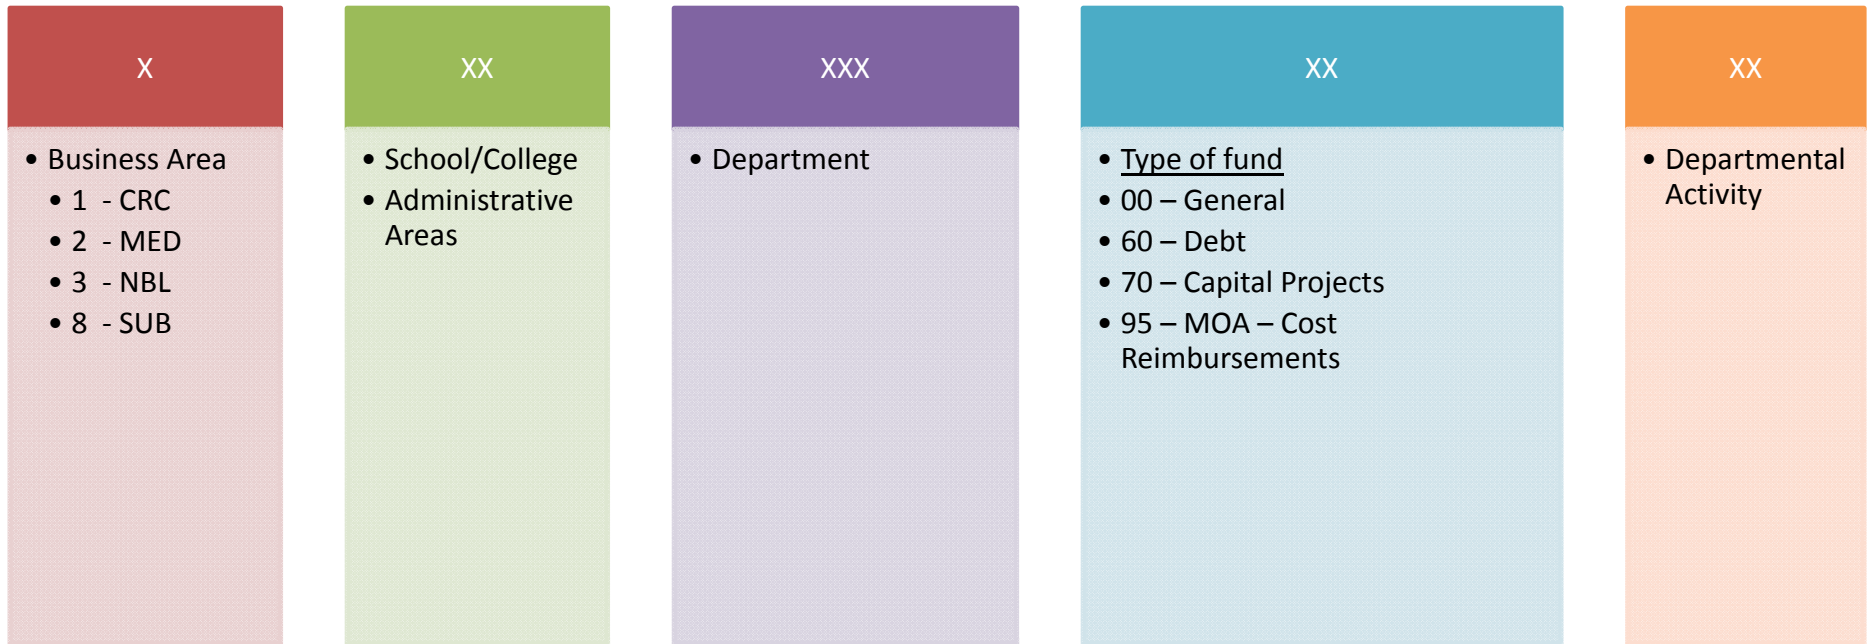 X
• Business Area
• 1 - CRC
• 2 - MED
• 3 - NBL
• 8 - SUB
XX
• School/College
• Administrative
Areas
XXX
• Department
XX
• Type of fund
• 00 – General
• 60 – Debt
• 70 – Capital Projects
• 95 – MOA – Cost
Reimbursements
XX
• Departmental
Activity